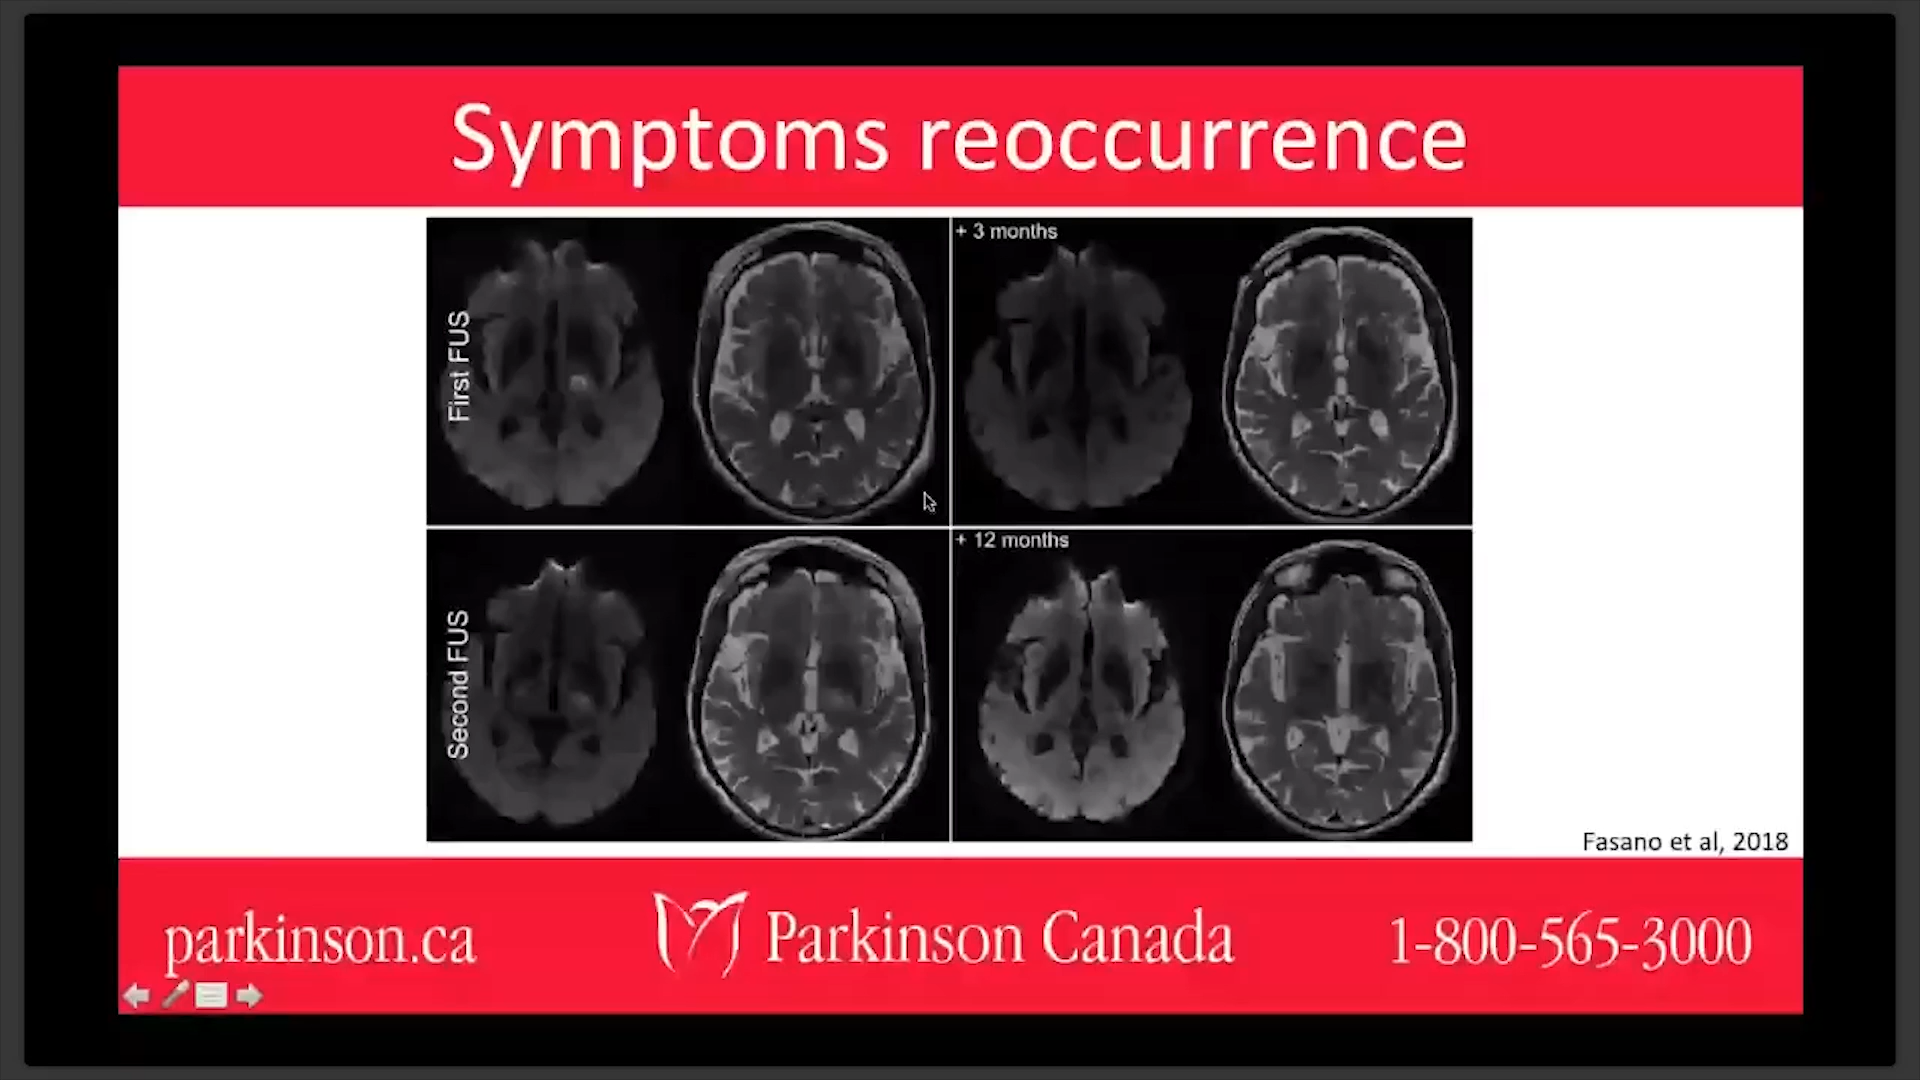 Symptoms reoccurrence
First FUS
+ 3 months
Second FUS
+ 12 months
Fasano et al, 2018
parkinson.ca
Parkinson Canada
1-800-565-3000